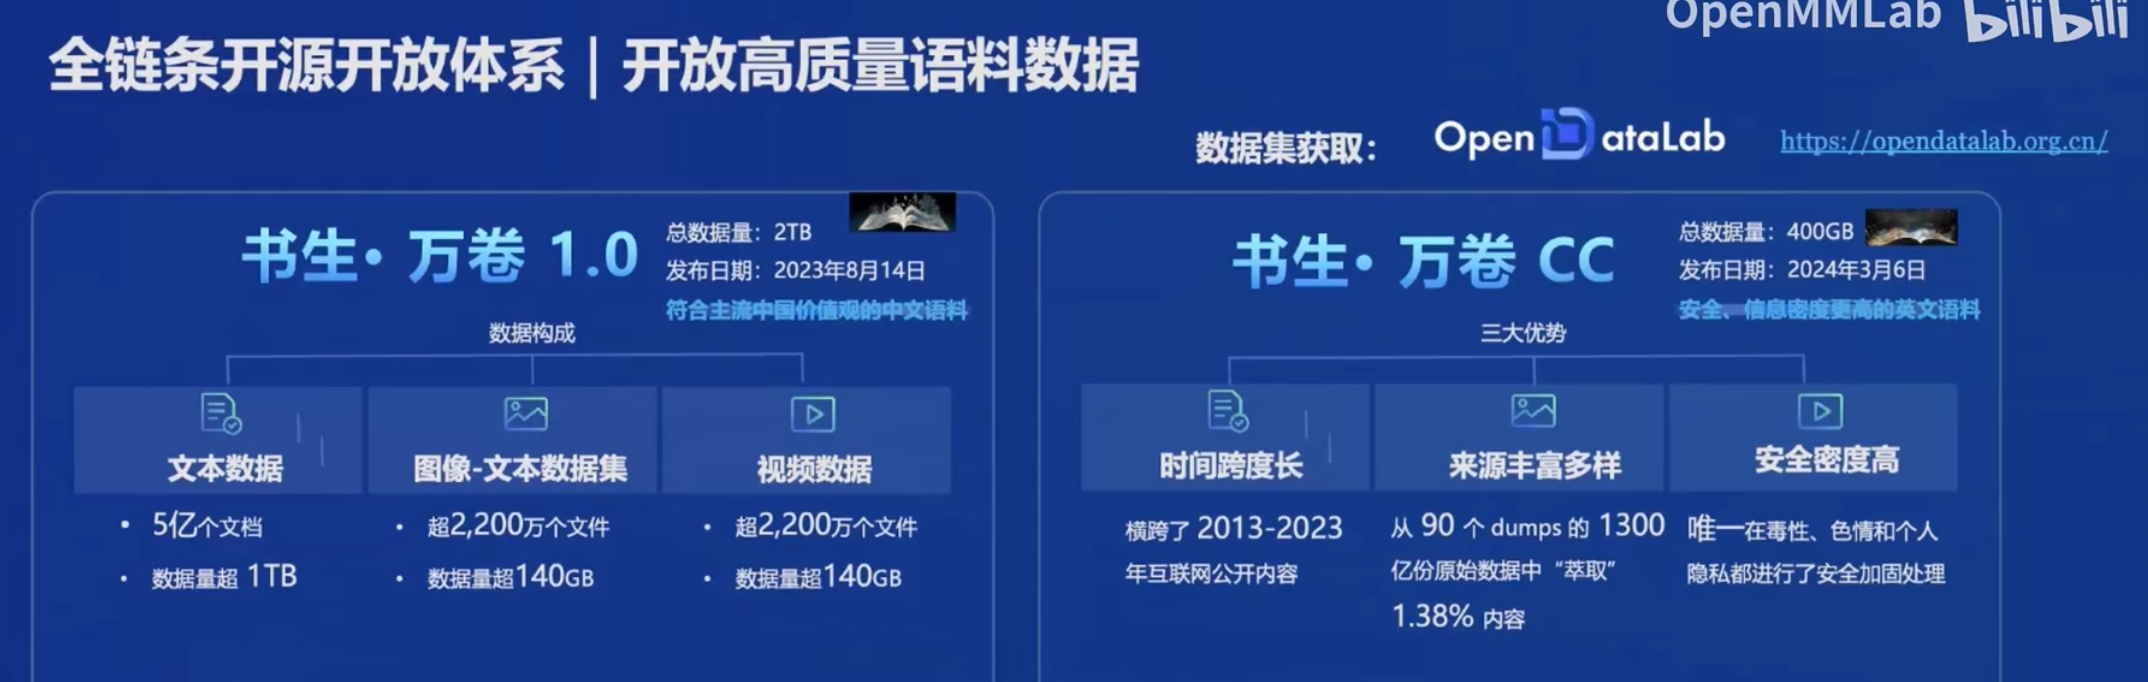 OpenMMLab bilibili
全链条开源开放体系｜开放高质量语料数据
数据集获取：
OpenDataLab
https://opendatalab.org.cn/
书生·万卷 1.0
总数据量：2TB
发布日期：2023年8月14日
符合主流中国价值观的中文语料
数据构成
文本数据
5亿个文档
数据量超 1TB
图像-文本数据集
超2,200万个文件
数据量超140GB
视频数据
超2,200万个文件
数据量超140GB
书生·万卷 CC
总数据量：400GB
发布日期：2024年3月6日
安全、信息密度更高的英文语料
三大优势
时间跨度长
横跨了 2013-2023
年互联网公开内容
来源丰富多样
从 90 个 dumps 的 1300
亿份原始数据中“萃取”
1.38% 内容
安全密度高
唯一在毒性、色情和个人
隐私都进行了安全加固处理